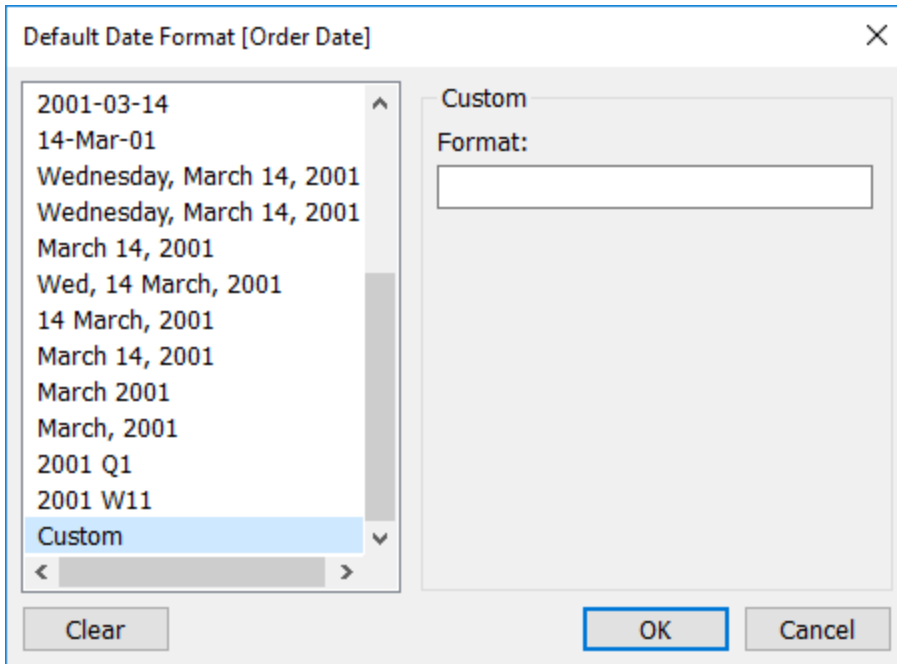 Default Date Format [Order Date]
2001-03-14
14-Mar-01
Wednesday, March 14, 2001
Wednesday, March 14, 2001
March 14, 2001
Wed, 14 March, 2001
14 March, 2001
March 14, 2001
March 2001
March, 2001
2001 Q1
2001 W11
Custom
Custom
Format:
Clear
OK
Cancel